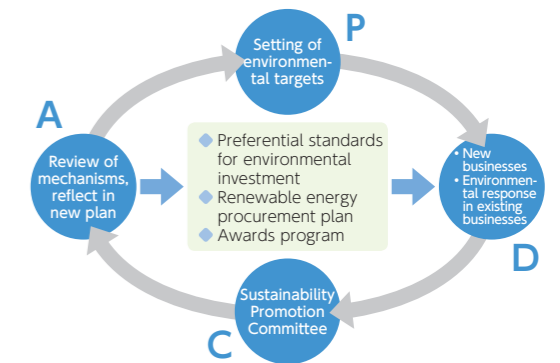 P
Setting of
environmen-
tal targets
A
Review of
mechanisms,
reflect in
new plan
◆ Preferential standards
for environmental
investment
◆ Renewable energy
procurement plan
◆ Awards program
• New
businesses
• Environmen-
tal response
in existing
businesses
D
Sustainability
Promotion
Committee
C